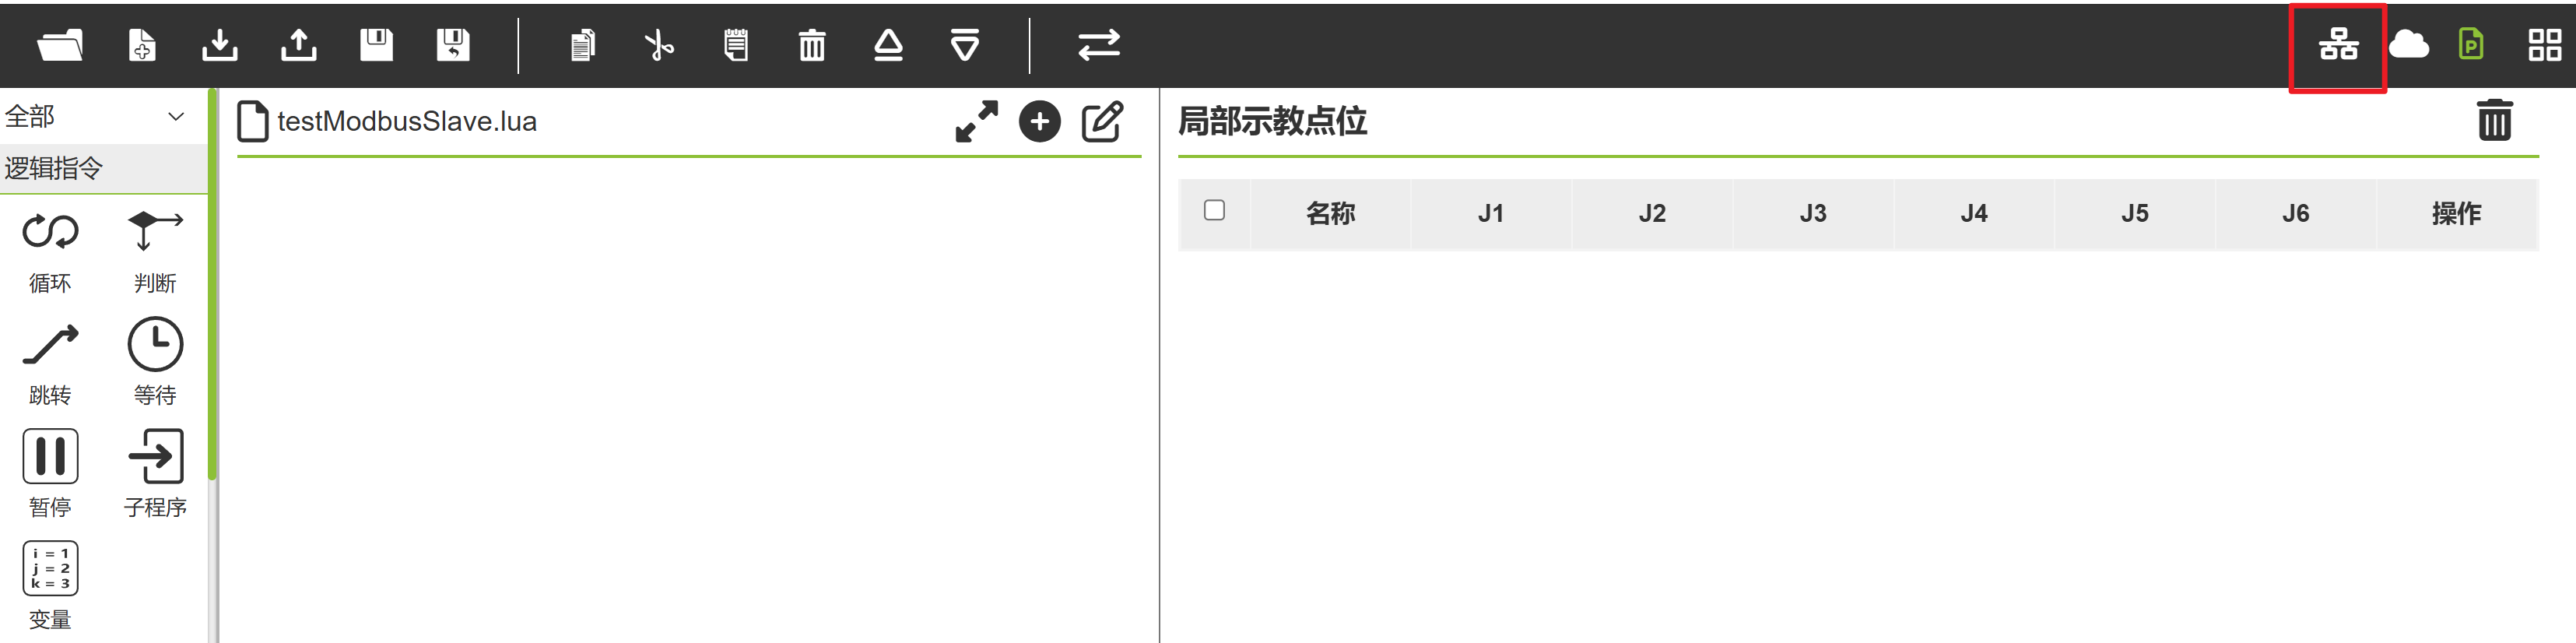 P
全部
逻辑指令
循环 判断
跳转 等待
暂停 子程序
i = 1
j = 2
k = 3
变量
testModbusSlave.lua
局部示教点位
名称 J1 J2 J3 J4 J5 J6 操作